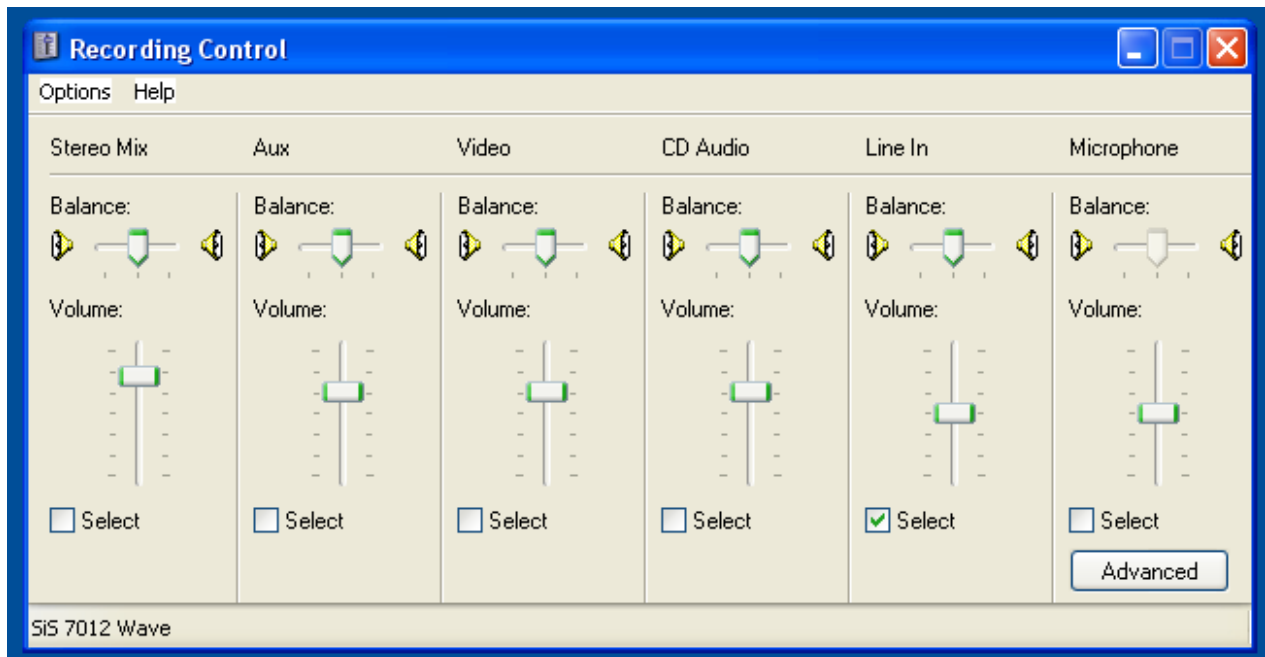 Recording Control
Options Help
Stereo Mix Aux Video CD Audio Line In Microphone
Balance: Balance: Balance: Balance: Balance: Balance:
Volume: Volume: Volume: Volume: Volume: Volume:
Select Select Select Select Select Select
Advanced
SiS 7012 Wave